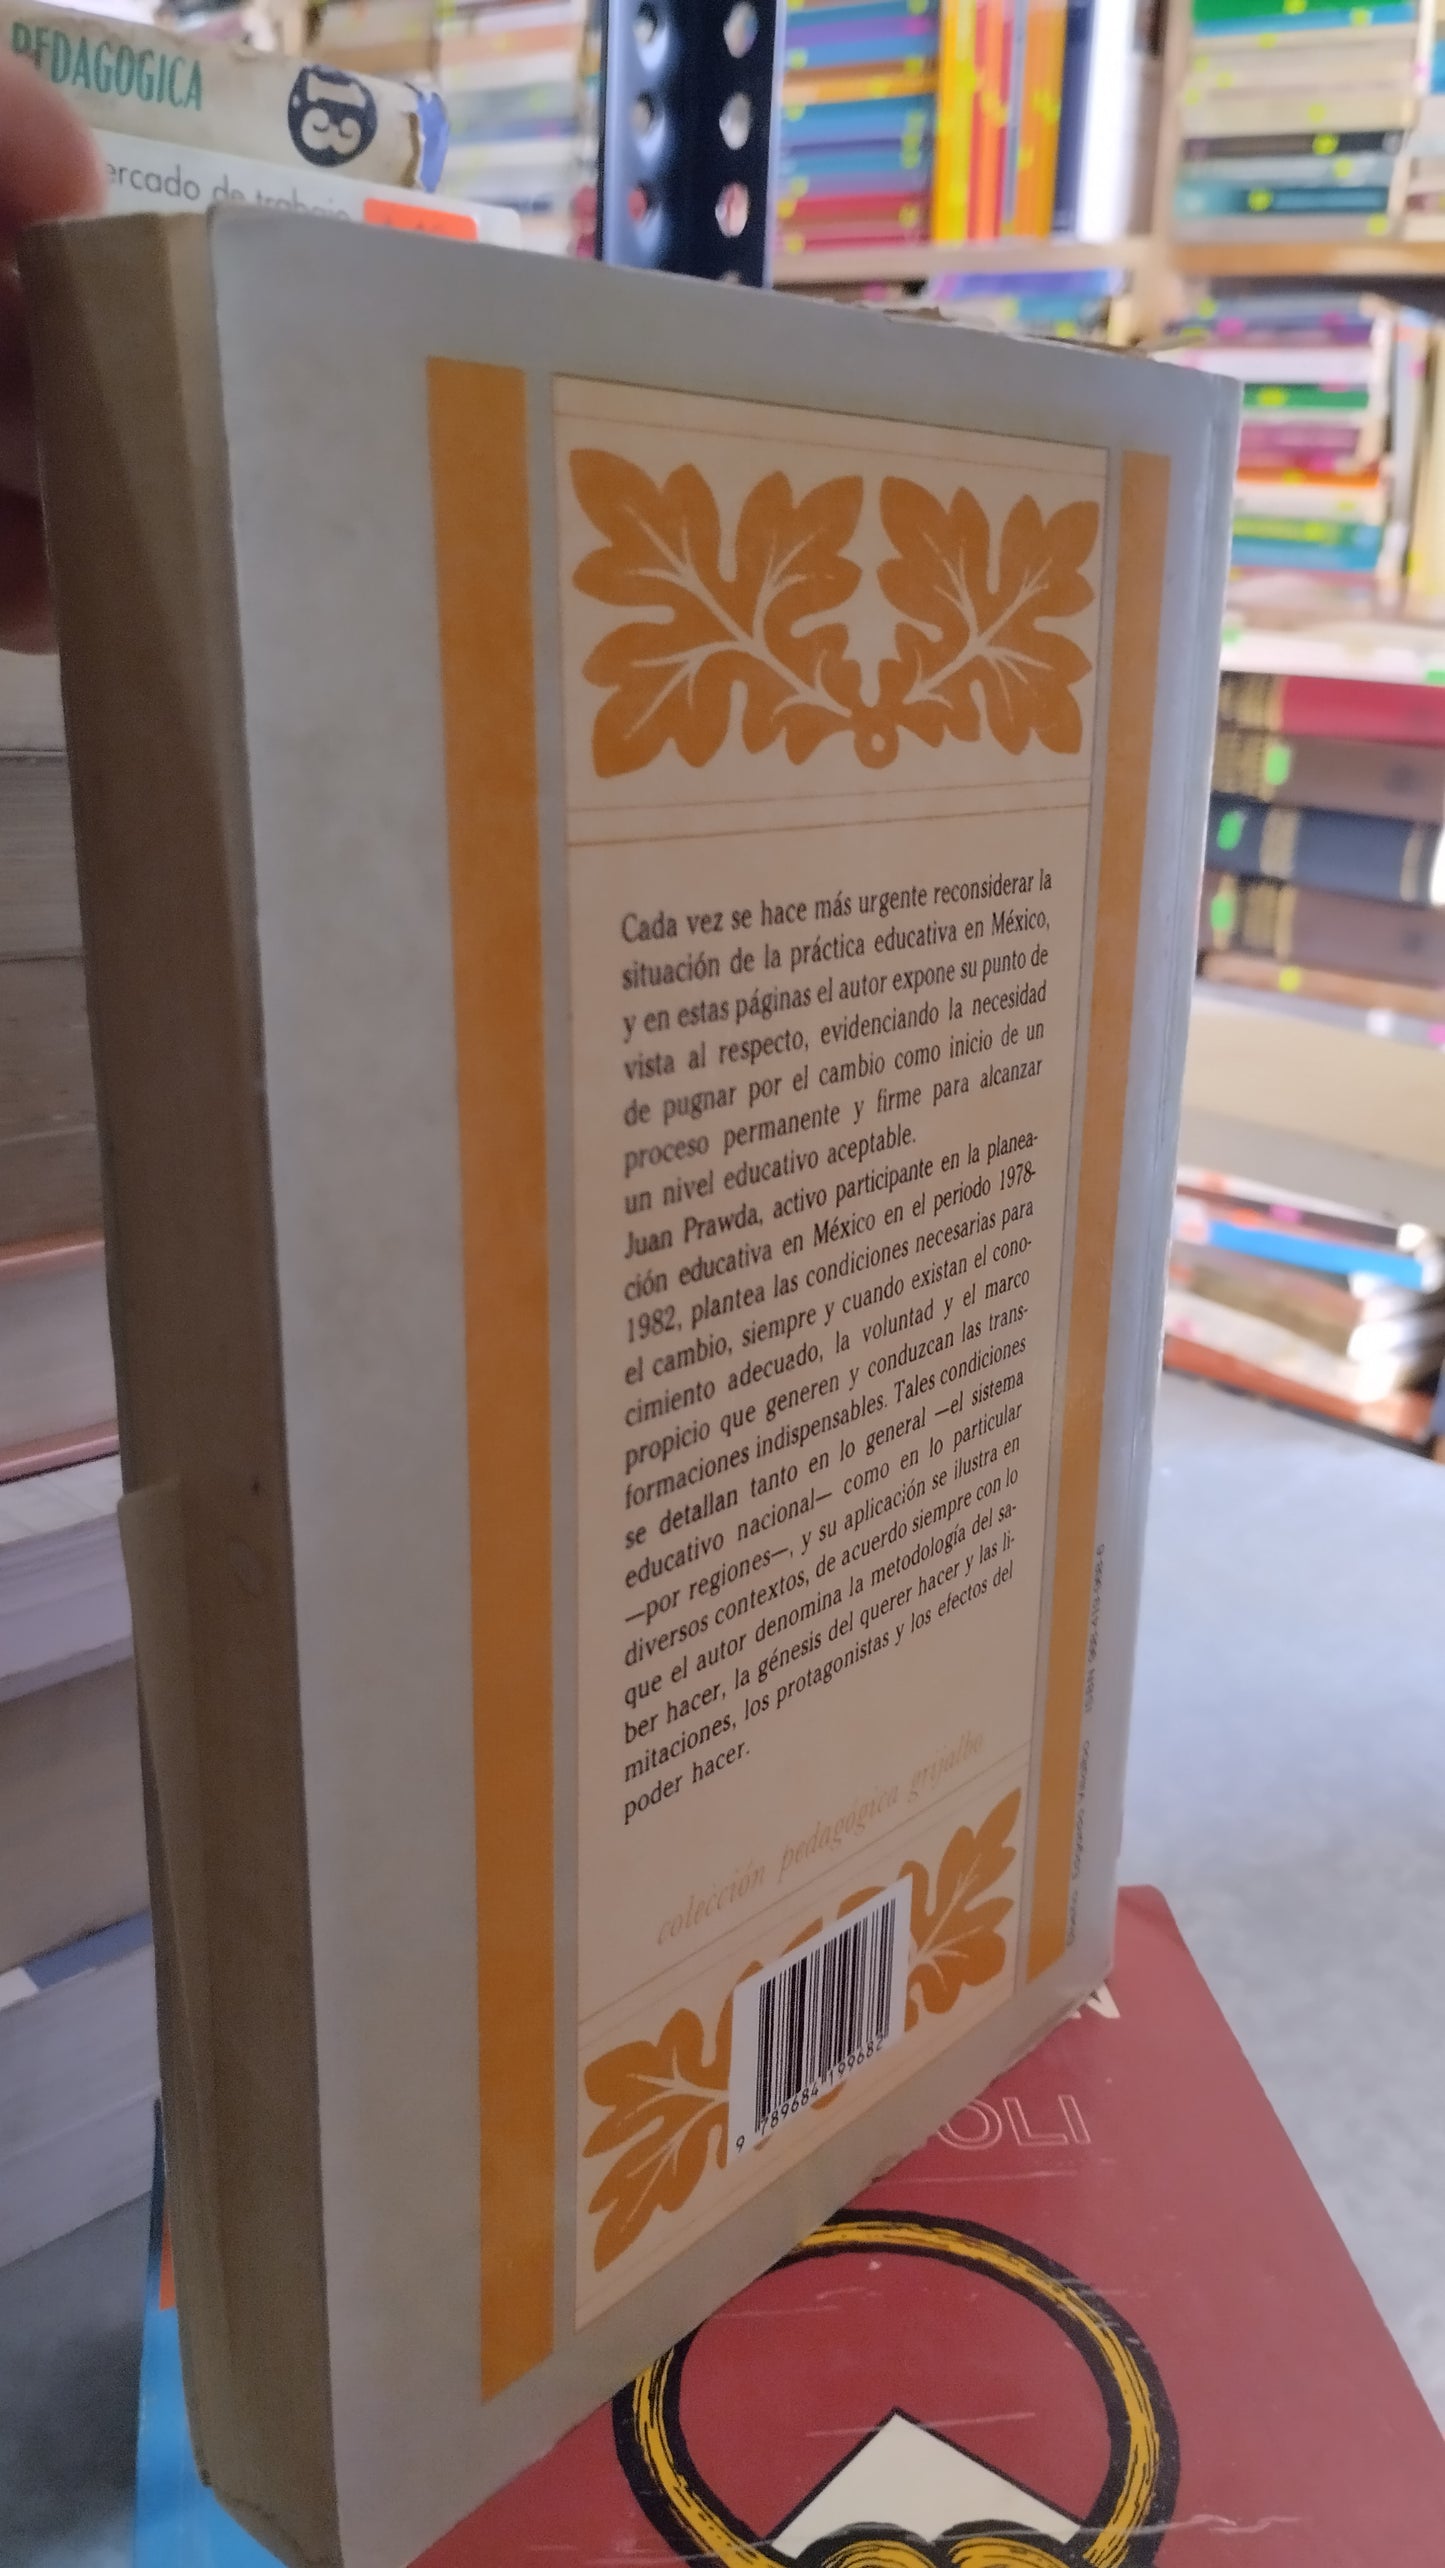 PEDAGOGICA
ercado de trabajo
Cada vez se hace más urgente reconsiderar la
situación de la práctica educativa en México,
y en estas páginas el autor expone su punto de
vista al respecto, evidenciando la necesidad
de pugnar por el cambio como inicio de un
proceso permanente y firme para alcanzar
un nivel educativo aceptable.
Juan Prawda, activo participante en la planea-
ción educativa en México en el periodo 1978-
1982, plantea las condiciones necesarias para
el cambio, siempre y cuando existan el cono-
cimiento adecuado, la voluntad y el marco
propicio que generen y conduzcan las trans-
formaciones indispensables. Tales condiciones
se detallan tanto en lo general —el sistema
educativo nacional— como en lo particular
—por regiones—, y su aplicación se ilustra en
diversos contextos, de acuerdo siempre con lo
que el autor denomina la metodología del sa-
ber hacer, la génesis del querer hacer y las li-
mitaciones, los protagonistas y los efectos del
poder hacer.
colección pedagógica grijalbo
9 789684 199682
ISBN 968-419-968-6
OLI